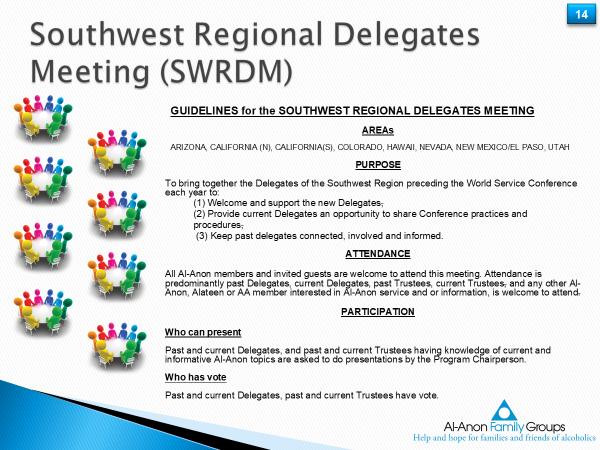 14
Southwest Regional Delegates
Meeting (SWRDM)
GUIDELINES for the SOUTHWEST REGIONAL DELEGATES MEETING
AREAs
ARIZONA, CALIFORNIA (N), CALIFORNIA(S), COLORADO, HAWAII, NEVADA, NEW MEXICO/EL PASO, UTAH
PURPOSE
To bring together the Delegates of the Southwest Region preceding the World Service Conference
each year to:
(1) Welcome and support the new Delegates,
(2) Provide current Delegates an opportunity to share Conference practices and
procedures,
(3) Keep past delegates connected, involved and informed.
ATTENDANCE
All Al-Anon members and invited guests are welcome to attend this meeting. Attendance is
predominantly past Delegates, current Delegates, past Trustees, current Trustees, and any other Al-
Anon, Alateen or AA member interested in Al-Anon service and or information, is welcome to attend.
PARTICIPATION
Who can present
Past and current Delegates, and past and current Trustees having knowledge of current and
informative Al-Anon topics are asked to do presentations by the Program Chairperson.
Who has vote
Past and current Delegates, past and current Trustees have vote.
Al-Anon Family Groups
Help and hope for families and friends of alcoholics